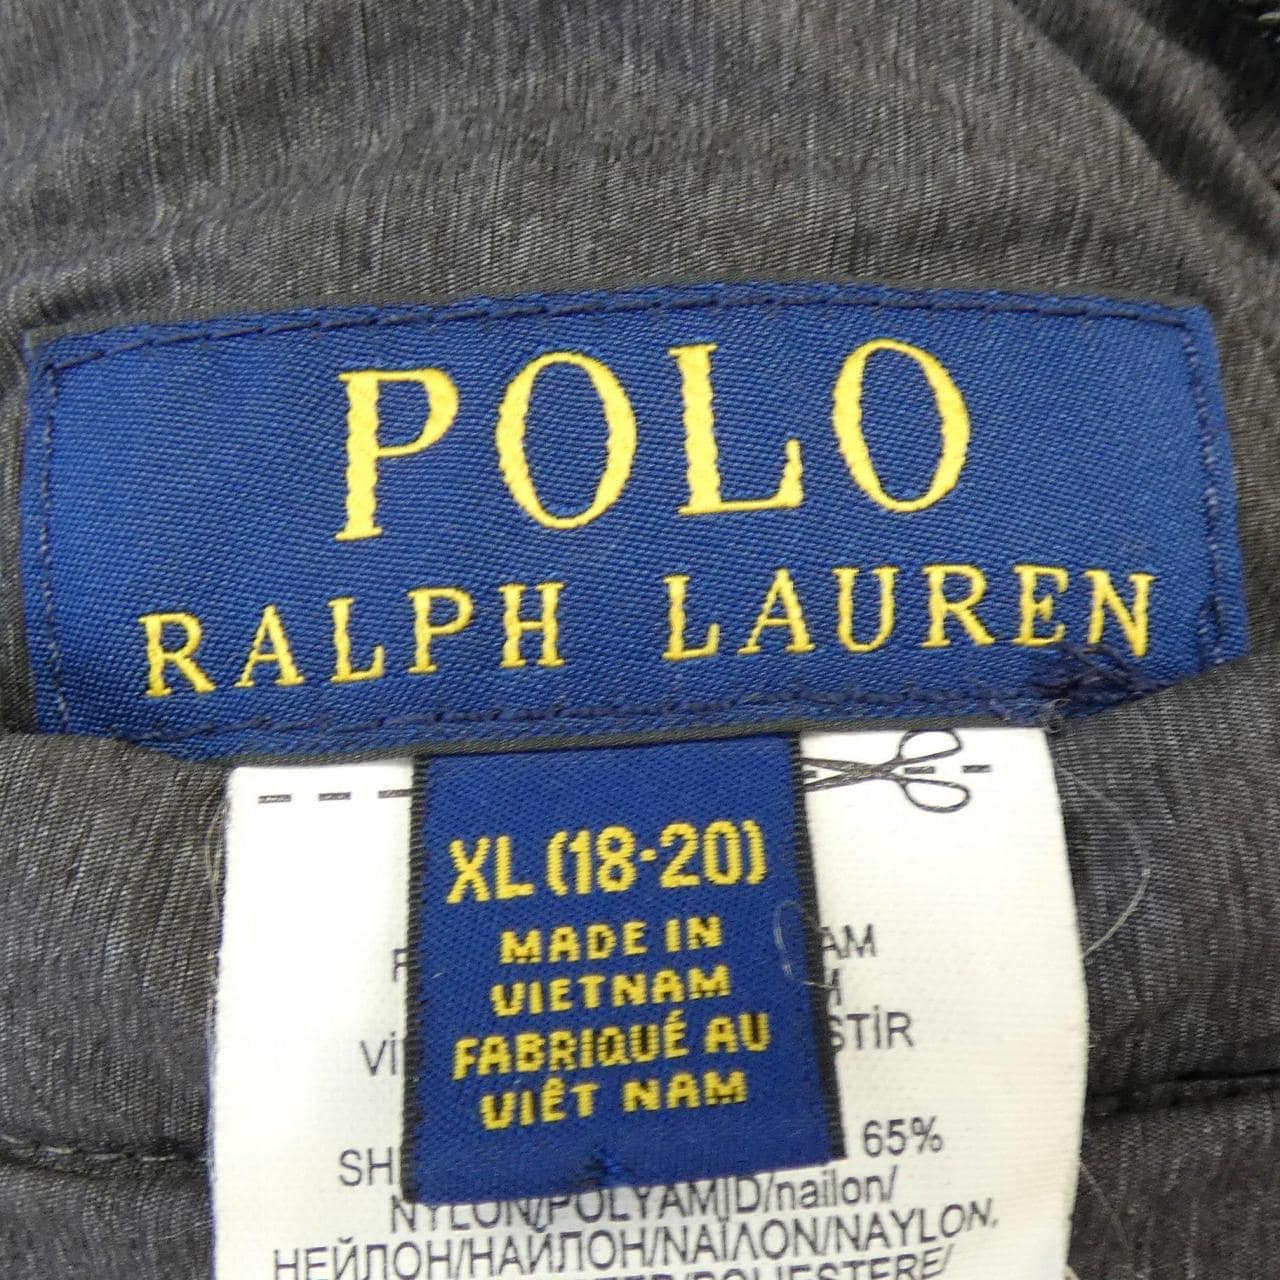 POLO
RALPH LAUREN
XL (18-20)
MADE IN
VIETNAM
FABRIQUÉ AU
VIÊT NAM
65%
NYLON/POLYAMID/nailon/
НЕЙЛОН/НАЙЛОН/ΝΑΪΛΟΝ/NAYLON,